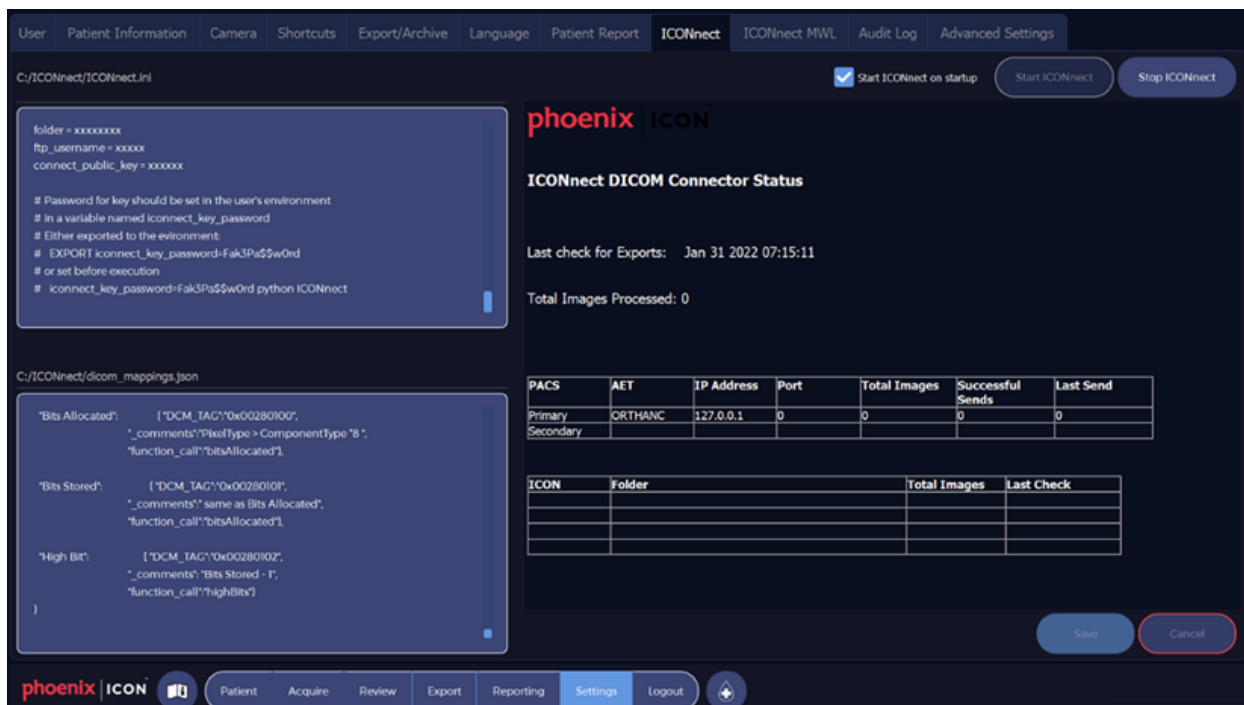 User Patient Information Camera Shortcuts Export/Archive Language Patient Report ICONnect ICONnect MWL Audit Log Advanced Settings
C:/ICONnect/ICONnect.ini
Start ICONnect on startup
Start ICONnect
Stop ICONnect
folder = xxxxxxxx
ftp_username = xxxxx
connect_public_key = xxxxxx
# Password for key should be set in the user's environment
# in a variable named iconnect_key_password
# Either exported to the evironment:
# EXPORT iconnect_key_password=Fak3Pa$$w0rd
# or set before execution
# iconnect_key_password=Fak3Pa$$w0rd python ICONnect
phoenix | ICON
ICONnect DICOM Connector Status
Last check for Exports: Jan 31 2022 07:15:11
Total Images Processed: 0
C:/ICONnect/dicom_mappings.json
"Bits Allocated": { "DCM_TAG":"0x00280100",
"_comments":"PixelType > ComponentType "8 ",
"function_call":"bitsAllocated"},
"Bits Stored": { "DCM_TAG":"0x00280101",
"_comments":" same as Bits Allocated",
"function_call":"bitsAllocated"},
"High Bit": { "DCM_TAG":"0x00280102",
"_comments": "Bits Stored - 1",
"function_call":"highBits"}
}
PACS AET IP Address Port Total Images Successful Sends Last Send
Primary ORTHANC 127.0.0.1 0 0 0 0
Secondary
ICON Folder Total Images Last Check
Save
Cancel
phoenix | ICON
Patient Acquire Review Export Reporting Settings Logout